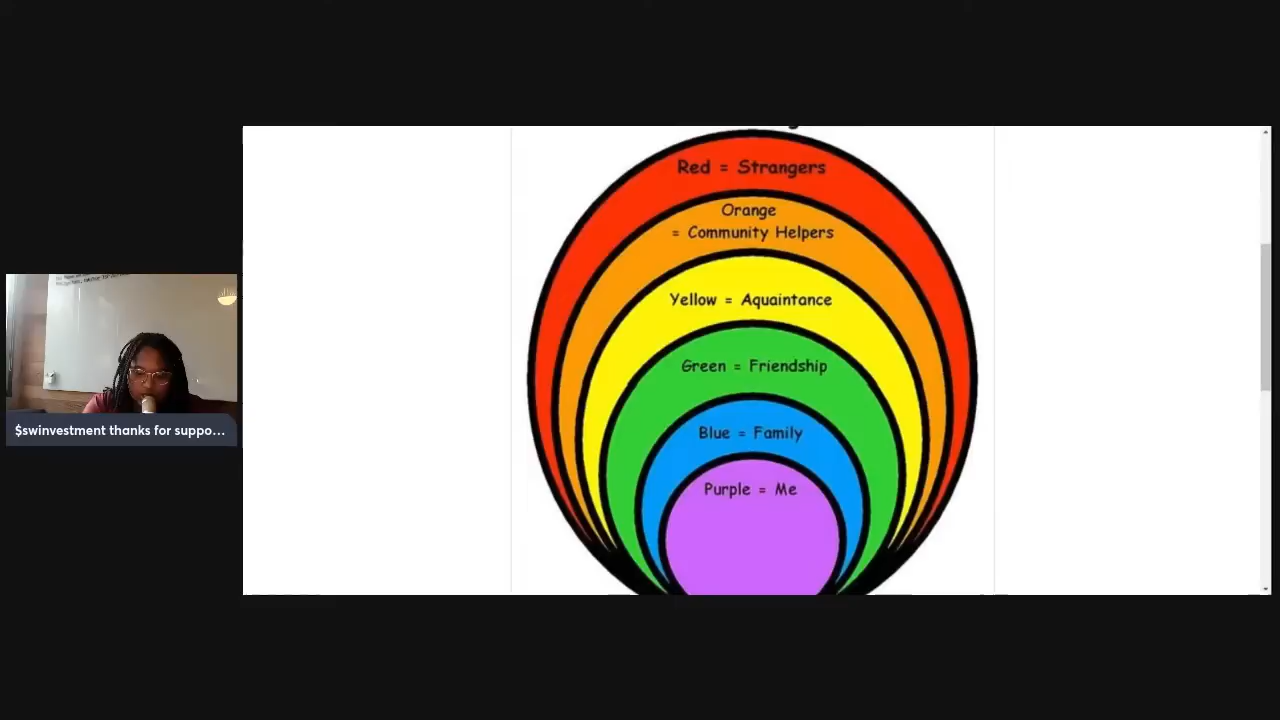 Red = Strangers
Orange
= Community Helpers
Yellow = Aquaintance
Green = Friendship
Blue = Family
Purple = Me
$swinvestment thanks for suppo...